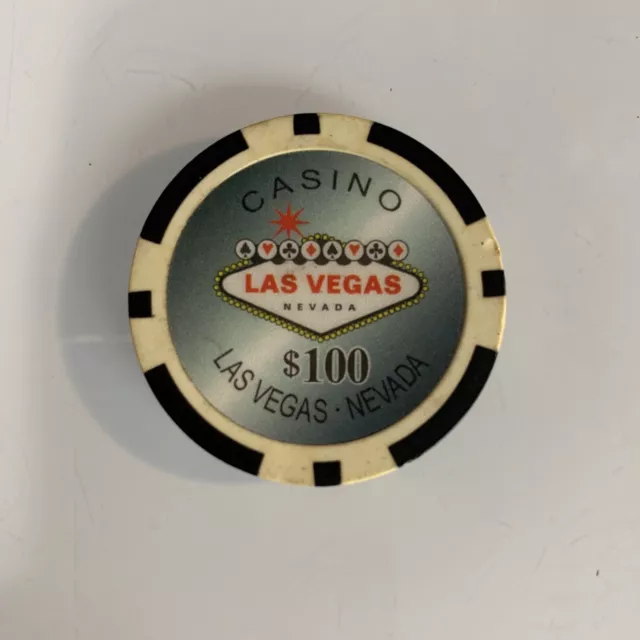 CASINO
LAS VEGAS
NEVADA
$100
LAS VEGAS · NEVADA